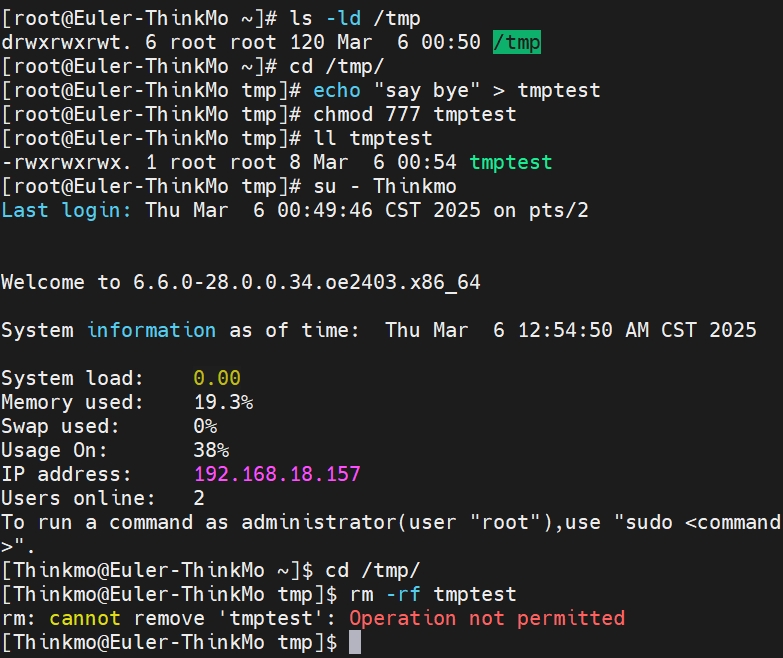 [root@Euler-ThinkMo ~]# ls -ld /tmp
drwxrwxrwt. 6 root root 120 Mar  6 00:50 /tmp
[root@Euler-ThinkMo ~]# cd /tmp/
[root@Euler-ThinkMo tmp]# echo "say bye" > tmptest
[root@Euler-ThinkMo tmp]# chmod 777 tmptest
[root@Euler-ThinkMo tmp]# ll tmptest
-rwxrwxrwx. 1 root root 8 Mar  6 00:54 tmptest
[root@Euler-ThinkMo tmp]# su - Thinkmo
Last login: Thu Mar  6 00:49:46 CST 2025 on pts/2
Welcome to 6.6.0-28.0.0.34.oe2403.x86_64
System information as of time:  Thu Mar  6 12:54:50 AM CST 2025
System load:    0.00
Memory used:    19.3%
Swap used:      0%
Usage On:       38%
IP address:     192.168.18.157
Users online:   2
To run a command as administrator(user "root"),use "sudo <command
>".
[Thinkmo@Euler-ThinkMo ~]$ cd /tmp/
[Thinkmo@Euler-ThinkMo tmp]$ rm -rf tmptest
rm: cannot remove 'tmptest': Operation not permitted
[Thinkmo@Euler-ThinkMo tmp]$